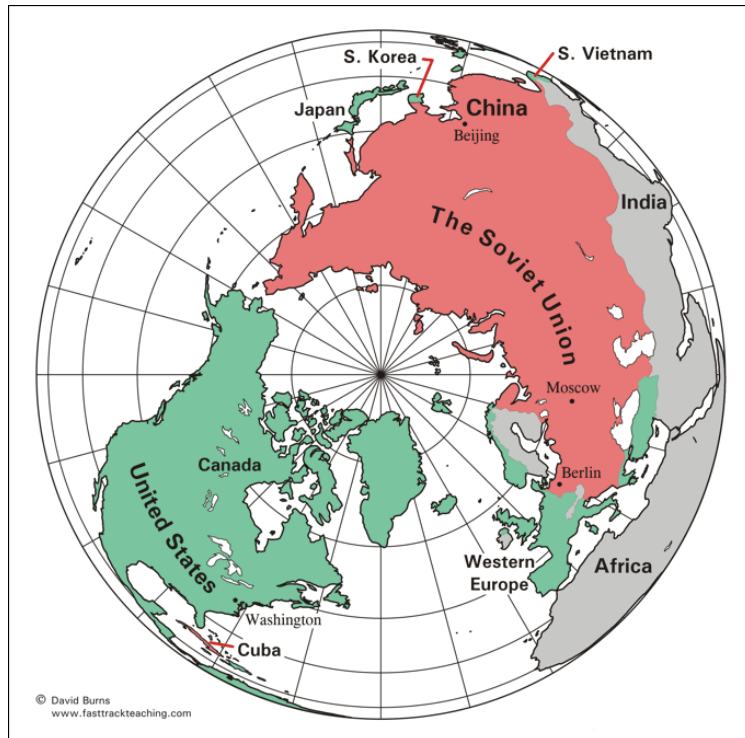 S. Korea
S. Vietnam
Japan
China
Beijing
India
The Soviet Union
Moscow
Canada
Berlin
United States
Western
Europe
Africa
Washington
Cuba
© David Burns
www.fasttrackteaching.com